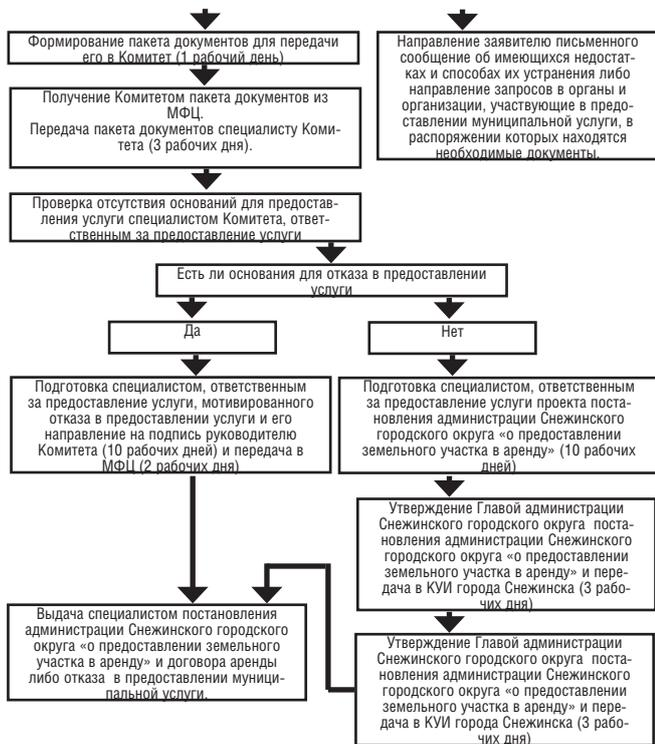 Формирование пакета документов для передачи
его в Комитет (1 рабочий день)
Направление заявителю письменного
сообщение об имеющихся недостат-
ках и способах их устранения либо
направление запросов в органы и
организации, участвующие в предо-
ставлении муниципальной услуги, в
распоряжении которых находятся
необходимые документы.
Получение Комитетом пакета документов из
МФЦ.
Передача пакета документов специалисту Коми-
тета (3 рабочих дня).
Проверка отсутствия оснований для предостав-
ления услуги специалистом Комитета, ответ-
ственным за предоставление услуги
Есть ли основания для отказа в предоставлении
услуги
Да
Нет
Подготовка специалистом, ответственным
за предоставление услуги, мотивированного
отказа в предоставлении услуги и его
направление на подпись руководителю
Комитета (10 рабочих дней) и передача в
МФЦ (2 рабочих дня)
Подготовка специалистом, ответственным
за предоставление услуги проекта поста-
новления администрации Снежинского
городского округа «о предоставлении
земельного участка в аренду» (10 рабочих
дней)
Утверждение Главой администрации
Снежинского городского округа поста-
новления администрации Снежинского
городского округа «о предоставлении
земельного участка в аренду» и пере-
дача в КУИ города Снежинска (3 рабо-
чих дня)
Выдача специалистом постановления
администрации Снежинского городского
округа «о предоставлении земельного
участка в аренду» и договора аренды
либо отказа в предоставлении муници-
пальной услуги.
Утверждение Главой администрации
Снежинского городского округа поста-
новления администрации Снежинского
городского округа «о предоставлении
земельного участка в аренду» и пере-
дача в КУИ города Снежинска (3 рабо-
чих дня)